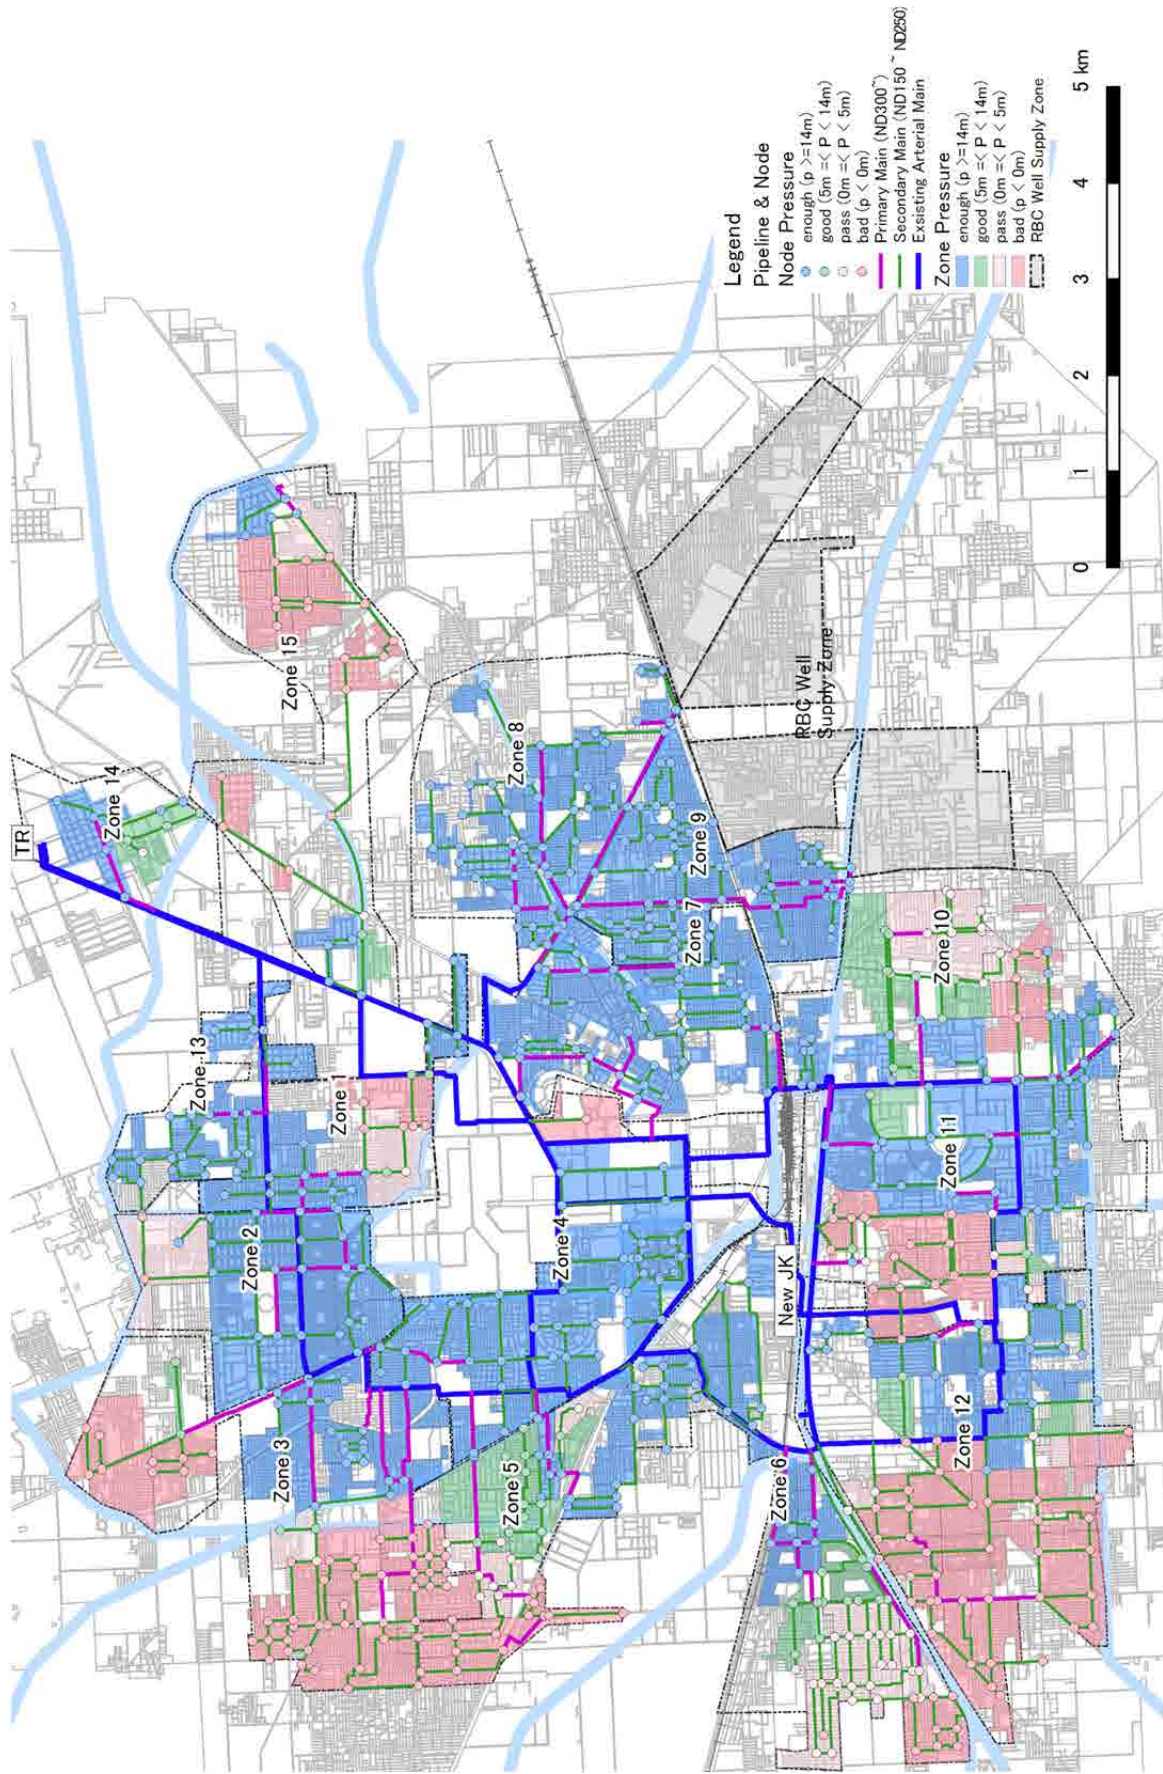 TR
Zone 14
Zone 15
Zone 13
Zone
Zone 2
Zone 3
Zone 8
Zone 9
Zone 7
Zone 4
Zone 5
RBC Well
Supply Zone
Zone 10
Zone 11
New JK
Zone 12
Zone 6
Legend
Pipeline & Node
Node Pressure
enough (p >=14m)
good (5m =< P < 14m)
pass (0m =< P < 5m)
bad (p < 0m)
Primary Main (ND300~)
Secondary Main (ND150 ~ ND250)
Exsisting Arterial Main
Zone Pressure
enough (p >=14m)
good (5m =< P < 14m)
pass (0m =< P < 5m)
bad (p < 0m)
RBC Well Supply Zone
0 1 2 3 4 5 km